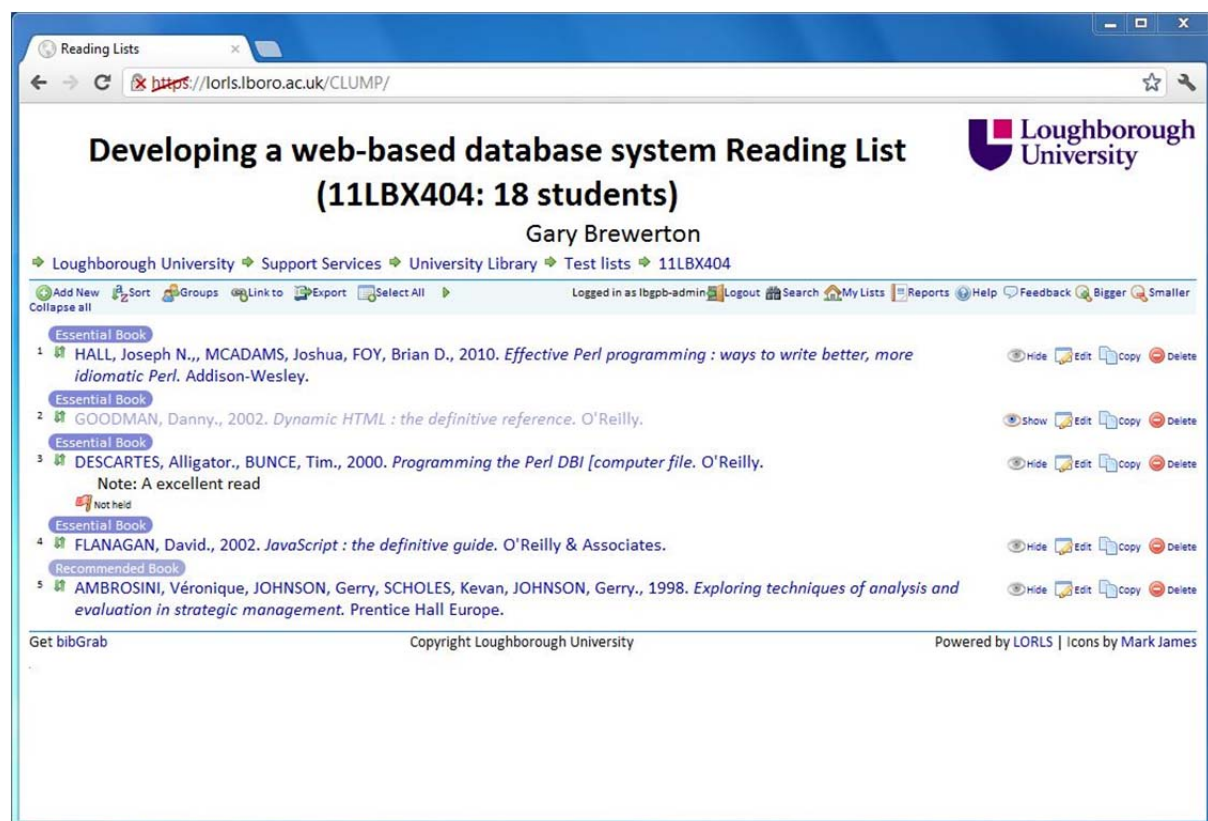 Reading Lists
https://lorls.lboro.ac.uk/CLUMP/
Loughborough
University
Developing a web-based database system Reading List
(11LBX404: 18 students)
Gary Brewerton
Loughborough University Support Services University Library Test lists 11LBX404
Add New Sort Groups Link to Export Select All Logged in as lbgpb-admin Logout Search My Lists Reports Help Feedback Bigger Smaller
Collapse all
Essential Book
1 HALL, Joseph N.,, MCADAMS, Joshua, FOY, Brian D., 2010. Effective Perl programming : ways to write better, more Hide Edit Copy Delete
idiomatic Perl. Addison-Wesley.
Essential Book
2 GOODMAN, Danny., 2002. Dynamic HTML : the definitive reference. O'Reilly. Show Edit Copy Delete
Essential Book
3 DESCARTES, Alligator., BUNCE, Tim., 2000. Programming the Perl DBI [computer file. O'Reilly. Hide Edit Copy Delete
Note: A excellent read
Not held
Essential Book
4 FLANAGAN, David., 2002. JavaScript : the definitive guide. O'Reilly & Associates. Hide Edit Copy Delete
Recommended Book
5 AMBROSINI, Véronique, JOHNSON, Gerry, SCHOLES, Kevan, JOHNSON, Gerry., 1998. Exploring techniques of analysis and Hide Edit Copy Delete
evaluation in strategic management. Prentice Hall Europe.
Get bibGrab Copyright Loughborough University Powered by LORLS | Icons by Mark James